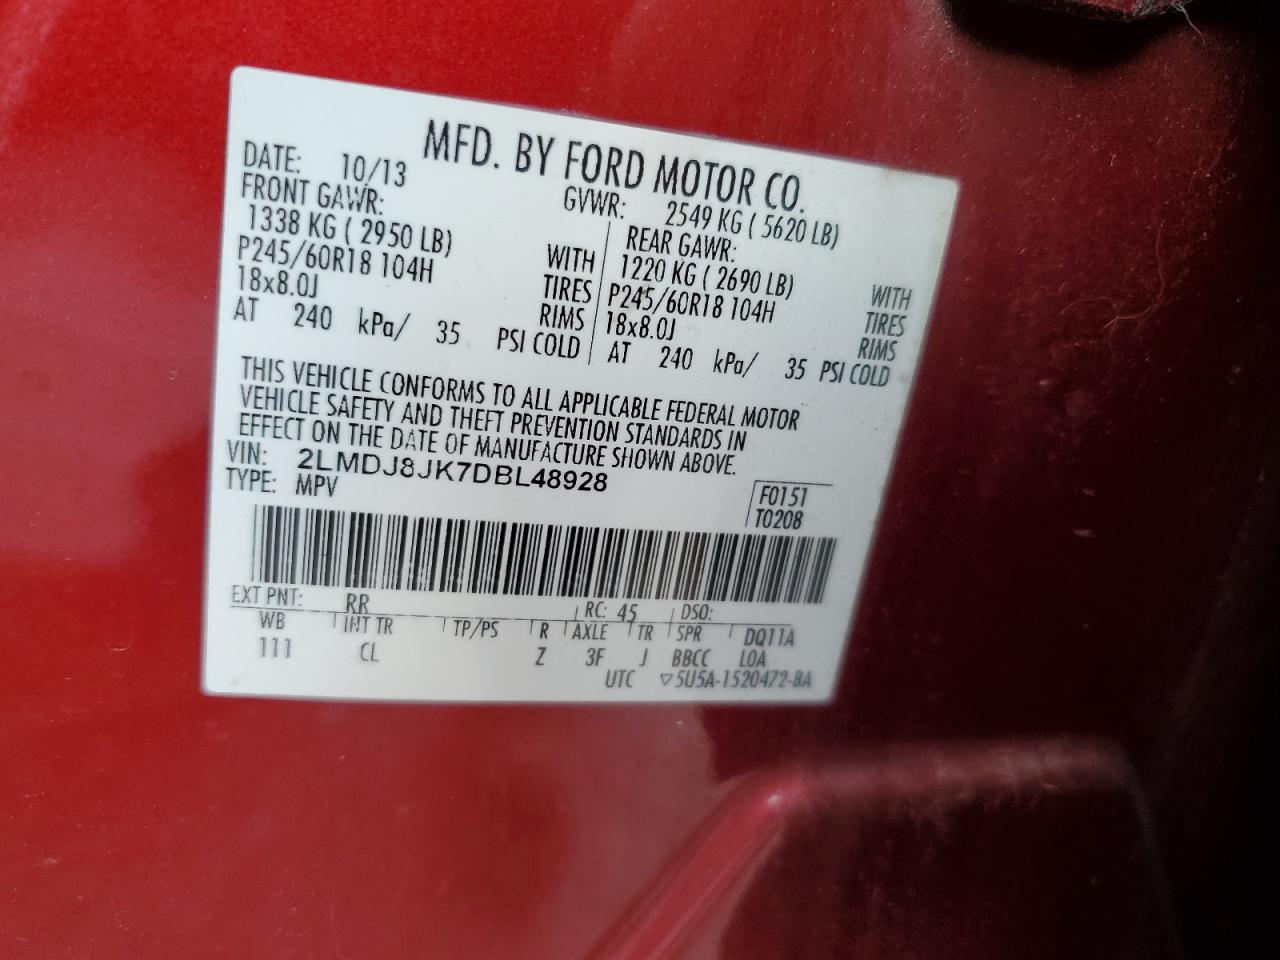 MFD. BY FORD MOTOR CO.
DATE: 10/13 GVWR: 2549 KG ( 5620 LB)
FRONT GAWR: REAR GAWR:
1338 KG ( 2950 LB) WITH 1220 KG ( 2690 LB) WITH
P245/60R18 104H TIRES P245/60R18 104H TIRES
18x8.0J RIMS 18x8.0J RIMS
AT 240 kPa/ 35 PSI COLD AT 240 kPa/ 35 PSI COLD
THIS VEHICLE CONFORMS TO ALL APPLICABLE FEDERAL MOTOR
VEHICLE SAFETY AND THEFT PREVENTION STANDARDS IN
EFFECT ON THE DATE OF MANUFACTURE SHOWN ABOVE.
VIN: 2LMDJ8JK7DBL48928
TYPE: MPV
F0151
T0208
EXT PNT: RR RC: 45 DSO:
WB INT TR TP/PS R AXLE TR SPR DQ11A
111 CL Z 3F J BBCC LOA
UTC ▽5U5A-1520472-BA